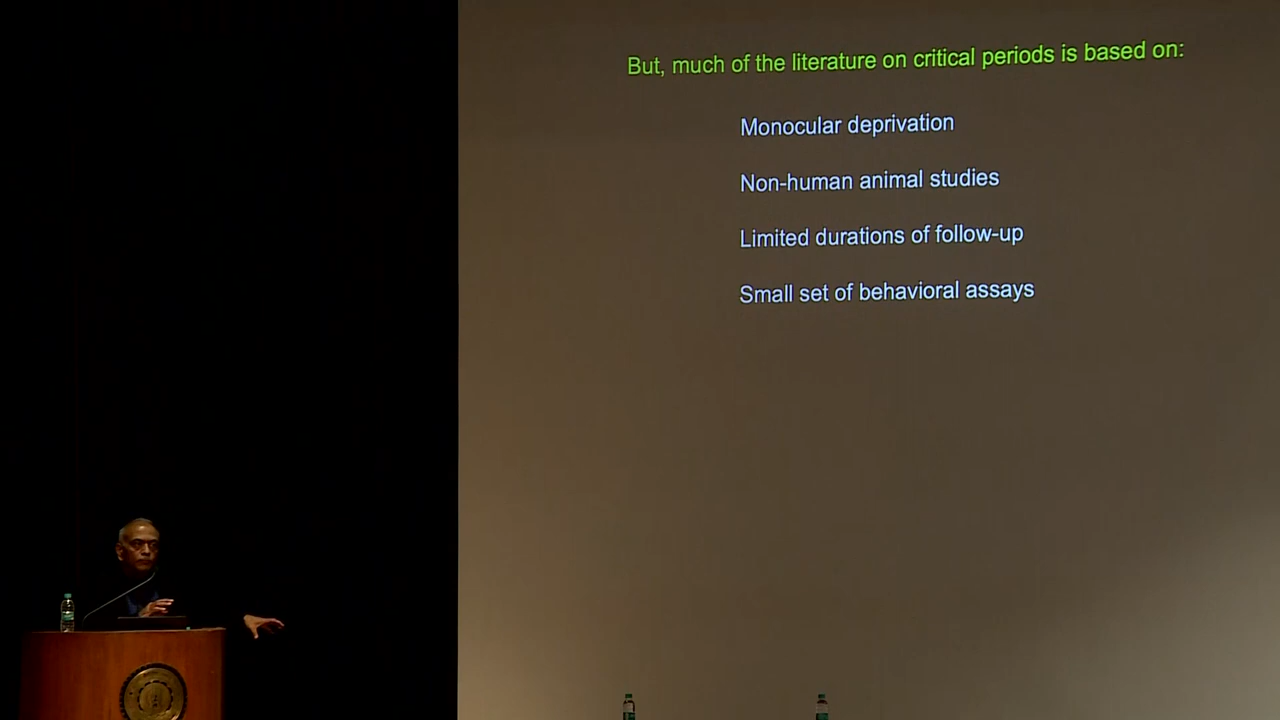 But, much of the literature on critical periods is based on:
Monocular deprivation
Non-human animal studies
Limited durations of follow-up
Small set of behavioral assays